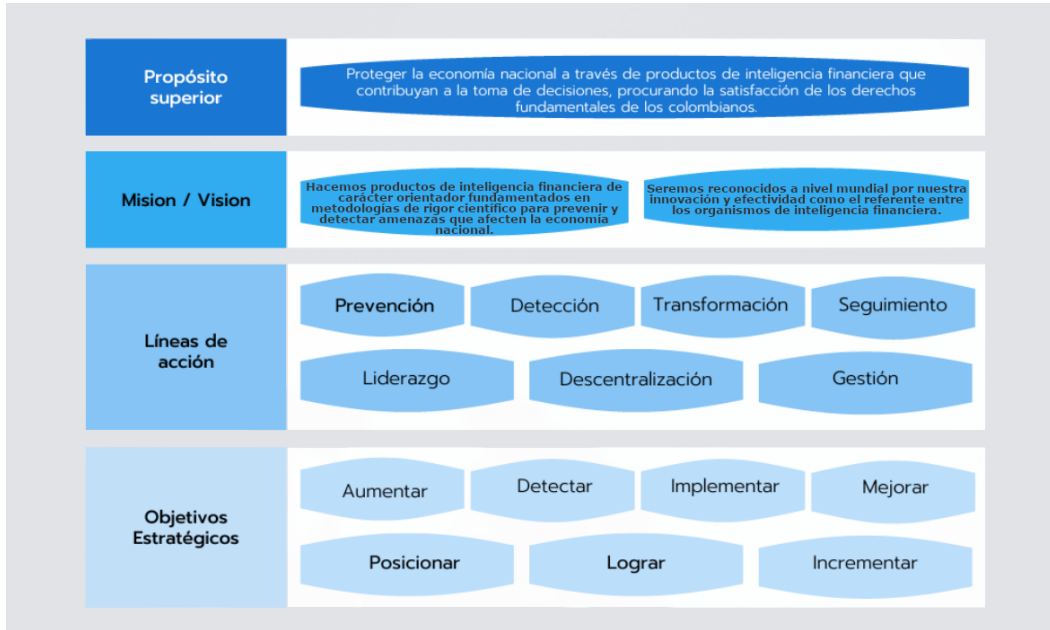 Propósito
superior
Proteger la economía nacional a través de productos de inteligencia financiera que
contribuyan a la toma de decisiones, procurando la satisfacción de los derechos
fundamentales de los colombianos.
Mision / Vision
Hacemos productos de inteligencia financiera de
carácter orientador fundamentados en
metodologías de rigor científico para prevenir y
detectar amenazas que afecten la economía
nacional.
Seremos reconocidos a nivel mundial por nuestra
innovación y efectividad como el referente entre
los organismos de inteligencia financiera.
Líneas de
acción
Prevención
Detección
Transformación
Seguimiento
Liderazgo
Descentralización
Gestión
Objetivos
Estratégicos
Aumentar
Detectar
Implementar
Mejorar
Posicionar
Lograr
Incrementar